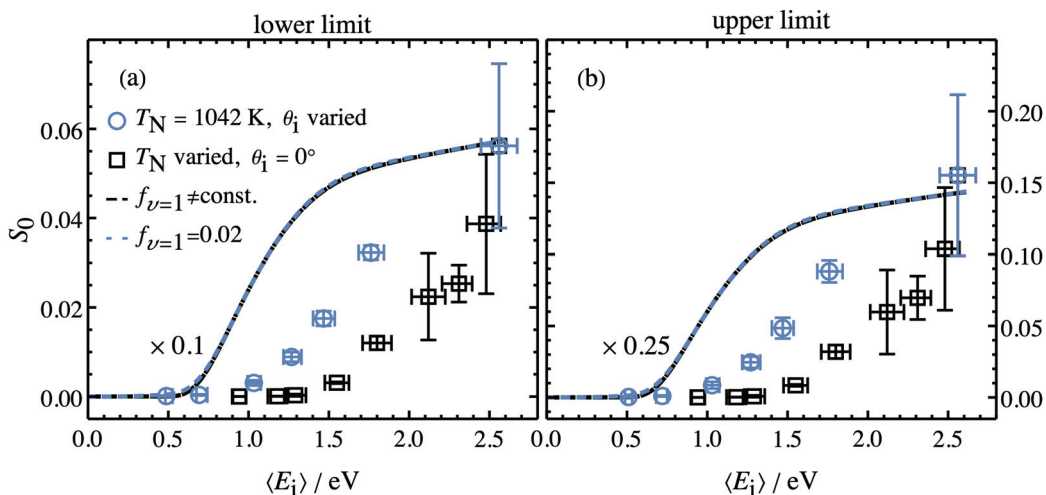 lower limit
upper limit
(a)
T_N = 1042 K, θ_i varied
T_N varied, θ_i = 0°
f_ν=1≠const.
f_ν=1=0.02
× 0.1
S_0
0.06
0.04
0.02
0.00
0.0 0.5 1.0 1.5 2.0 2.5
⟨E_i⟩ / eV
(b)
× 0.25
0.20
0.15
0.10
0.05
0.00
0.0 0.5 1.0 1.5 2.0 2.5
⟨E_i⟩ / eV